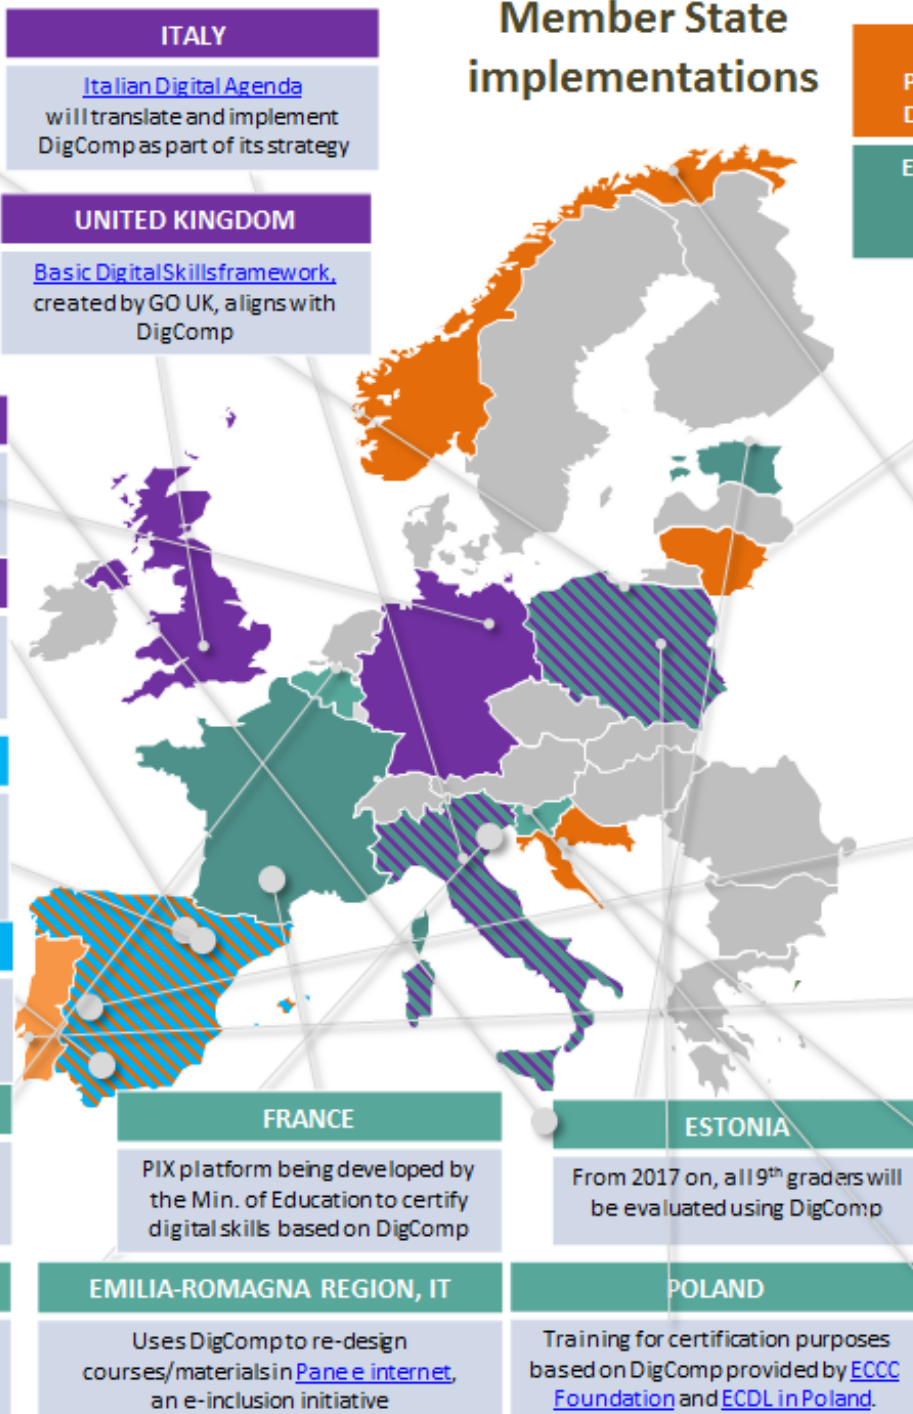 Member State
implementations
ITALY
Italian Digital Agenda
will translate and implement
DigComp as part of its strategy
UNITED KINGDOM
Basic Digital Skills framework,
created by GO UK, aligns with
DigComp
P
D
E
FRANCE
PIX platform being developed by
the Min. of Education to certify
digital skills based on DigComp
ESTONIA
From 2017 on, all 9th graders will
be evaluated using DigComp
EMILIA-ROMAGNA REGION, IT
Uses DigComp to re-design
courses/materials in Pane e internet,
an e-inclusion initiative
POLAND
Training for certification purposes
based on DigComp provided by ECCC
Foundation and ECDL in Poland.